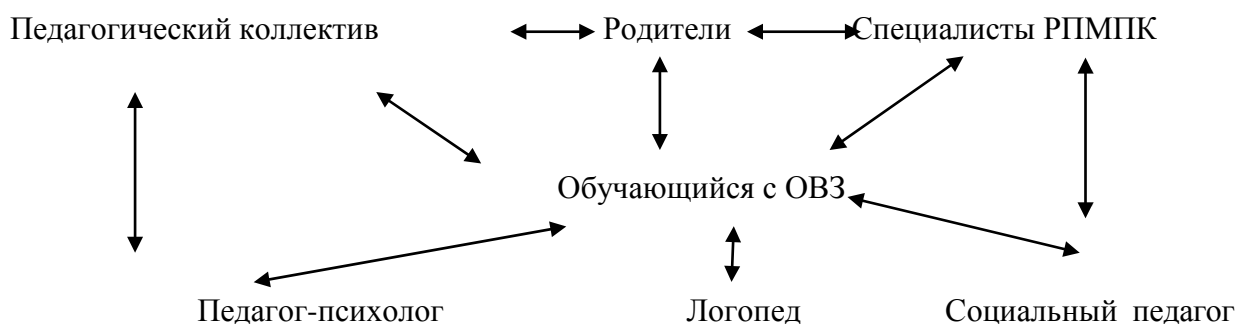 Педагогический коллектив Родители Специалисты РПМПК
Обучающийся с ОВЗ
Педагог-психолог Логопед Социальный педагог